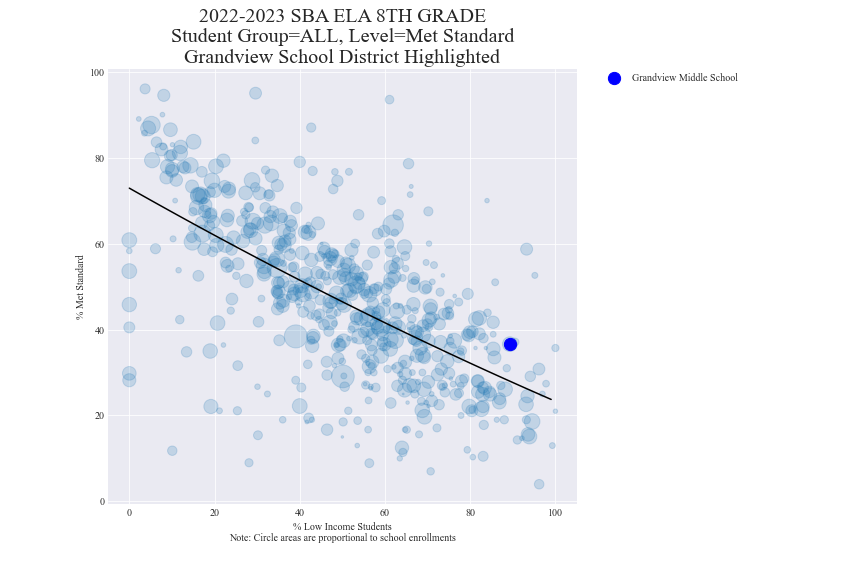 2022-2023 SBA ELA 8TH GRADE
Student Group=ALL, Level=Met Standard
Grandview School District Highlighted
Grandview Middle School
100
80
60
40
20
0
% Met Standard
0 20 40 60 80 100
% Low Income Students
Note: Circle areas are proportional to school enrollments